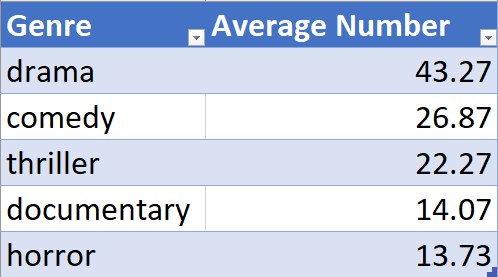 Genre Average Number
drama 43.27
comedy 26.87
thriller 22.27
documentary 14.07
horror 13.73